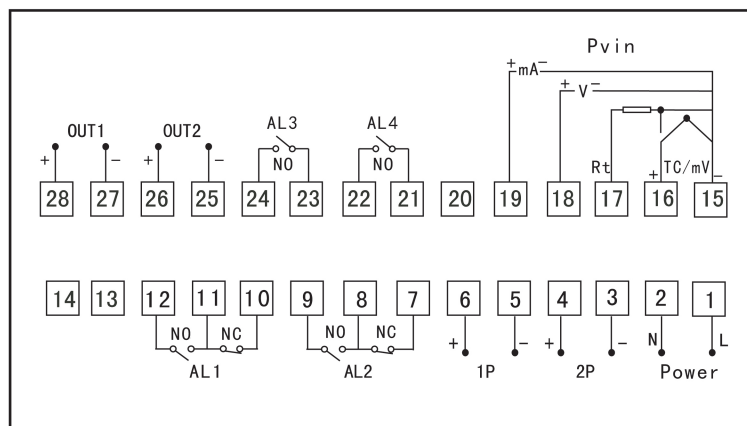 Pvin
+ mA −
+ V −
OUT1 OUT2 AL3 AL4
+ − + − NO NO Rt + TC/mV −
28 27 26 25 24 23 22 21 20 19 18 17 16 15
14 13 12 11 10 9 8 7 6 5 4 3 2 1
NO NC NO NC + − + − N L
AL1 AL2 1P 2P Power